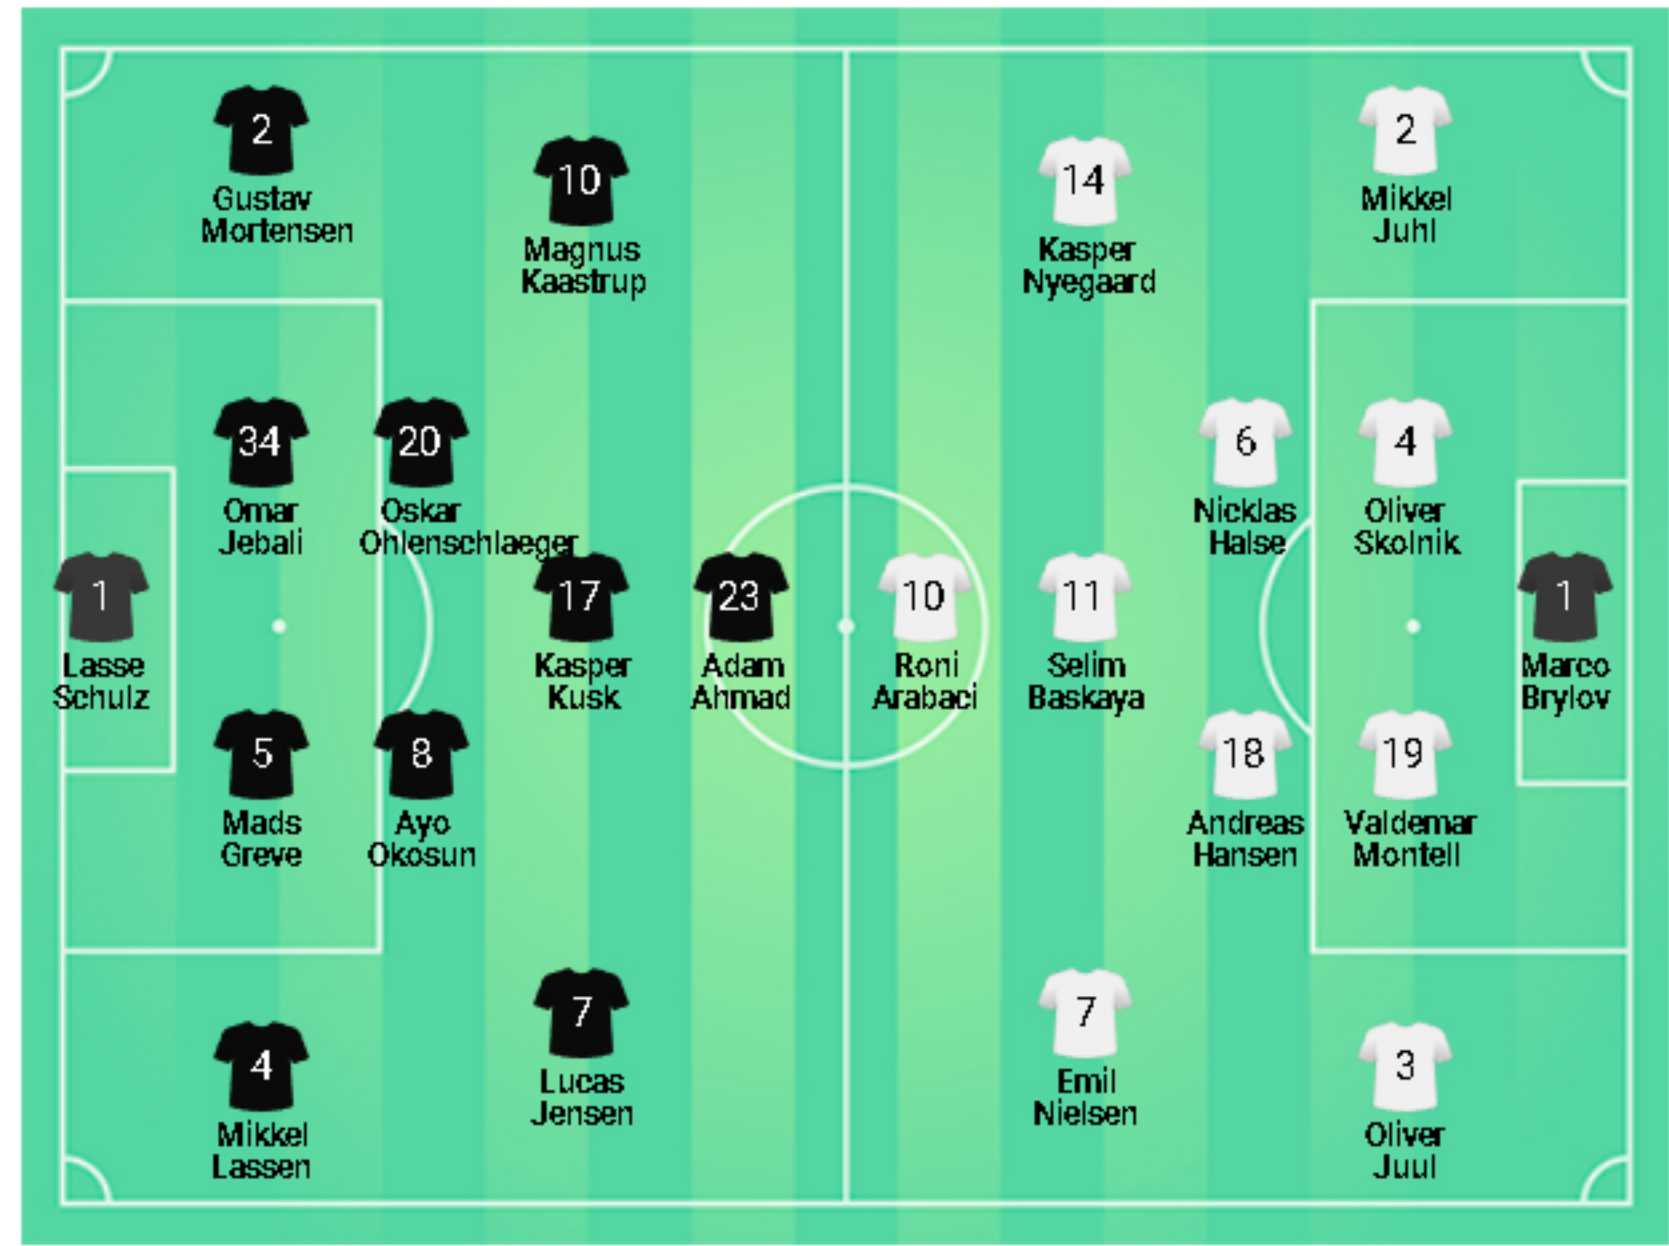 2
Gustav
Mortensen
10
Magnus
Kaastrup
14
Kasper
Nyegaard
2
Mikkel
Juhl
34
Omar
Jebali
20
Oskar
Ohlenschlaeger
6
Nicklas
Halse
4
Oliver
Skolnik
1
Lasse
Schulz
17
Kasper
Kusk
23
Adam
Ahmad
10
Roni
Arabaci
11
Selim
Baskaya
1
Marco
Brylov
5
Mads
Greve
8
Ayo
Okosun
18
Andreas
Hansen
19
Valdemar
Montell
4
Mikkel
Lassen
7
Lucas
Jensen
7
Emil
Nielsen
3
Oliver
Juul